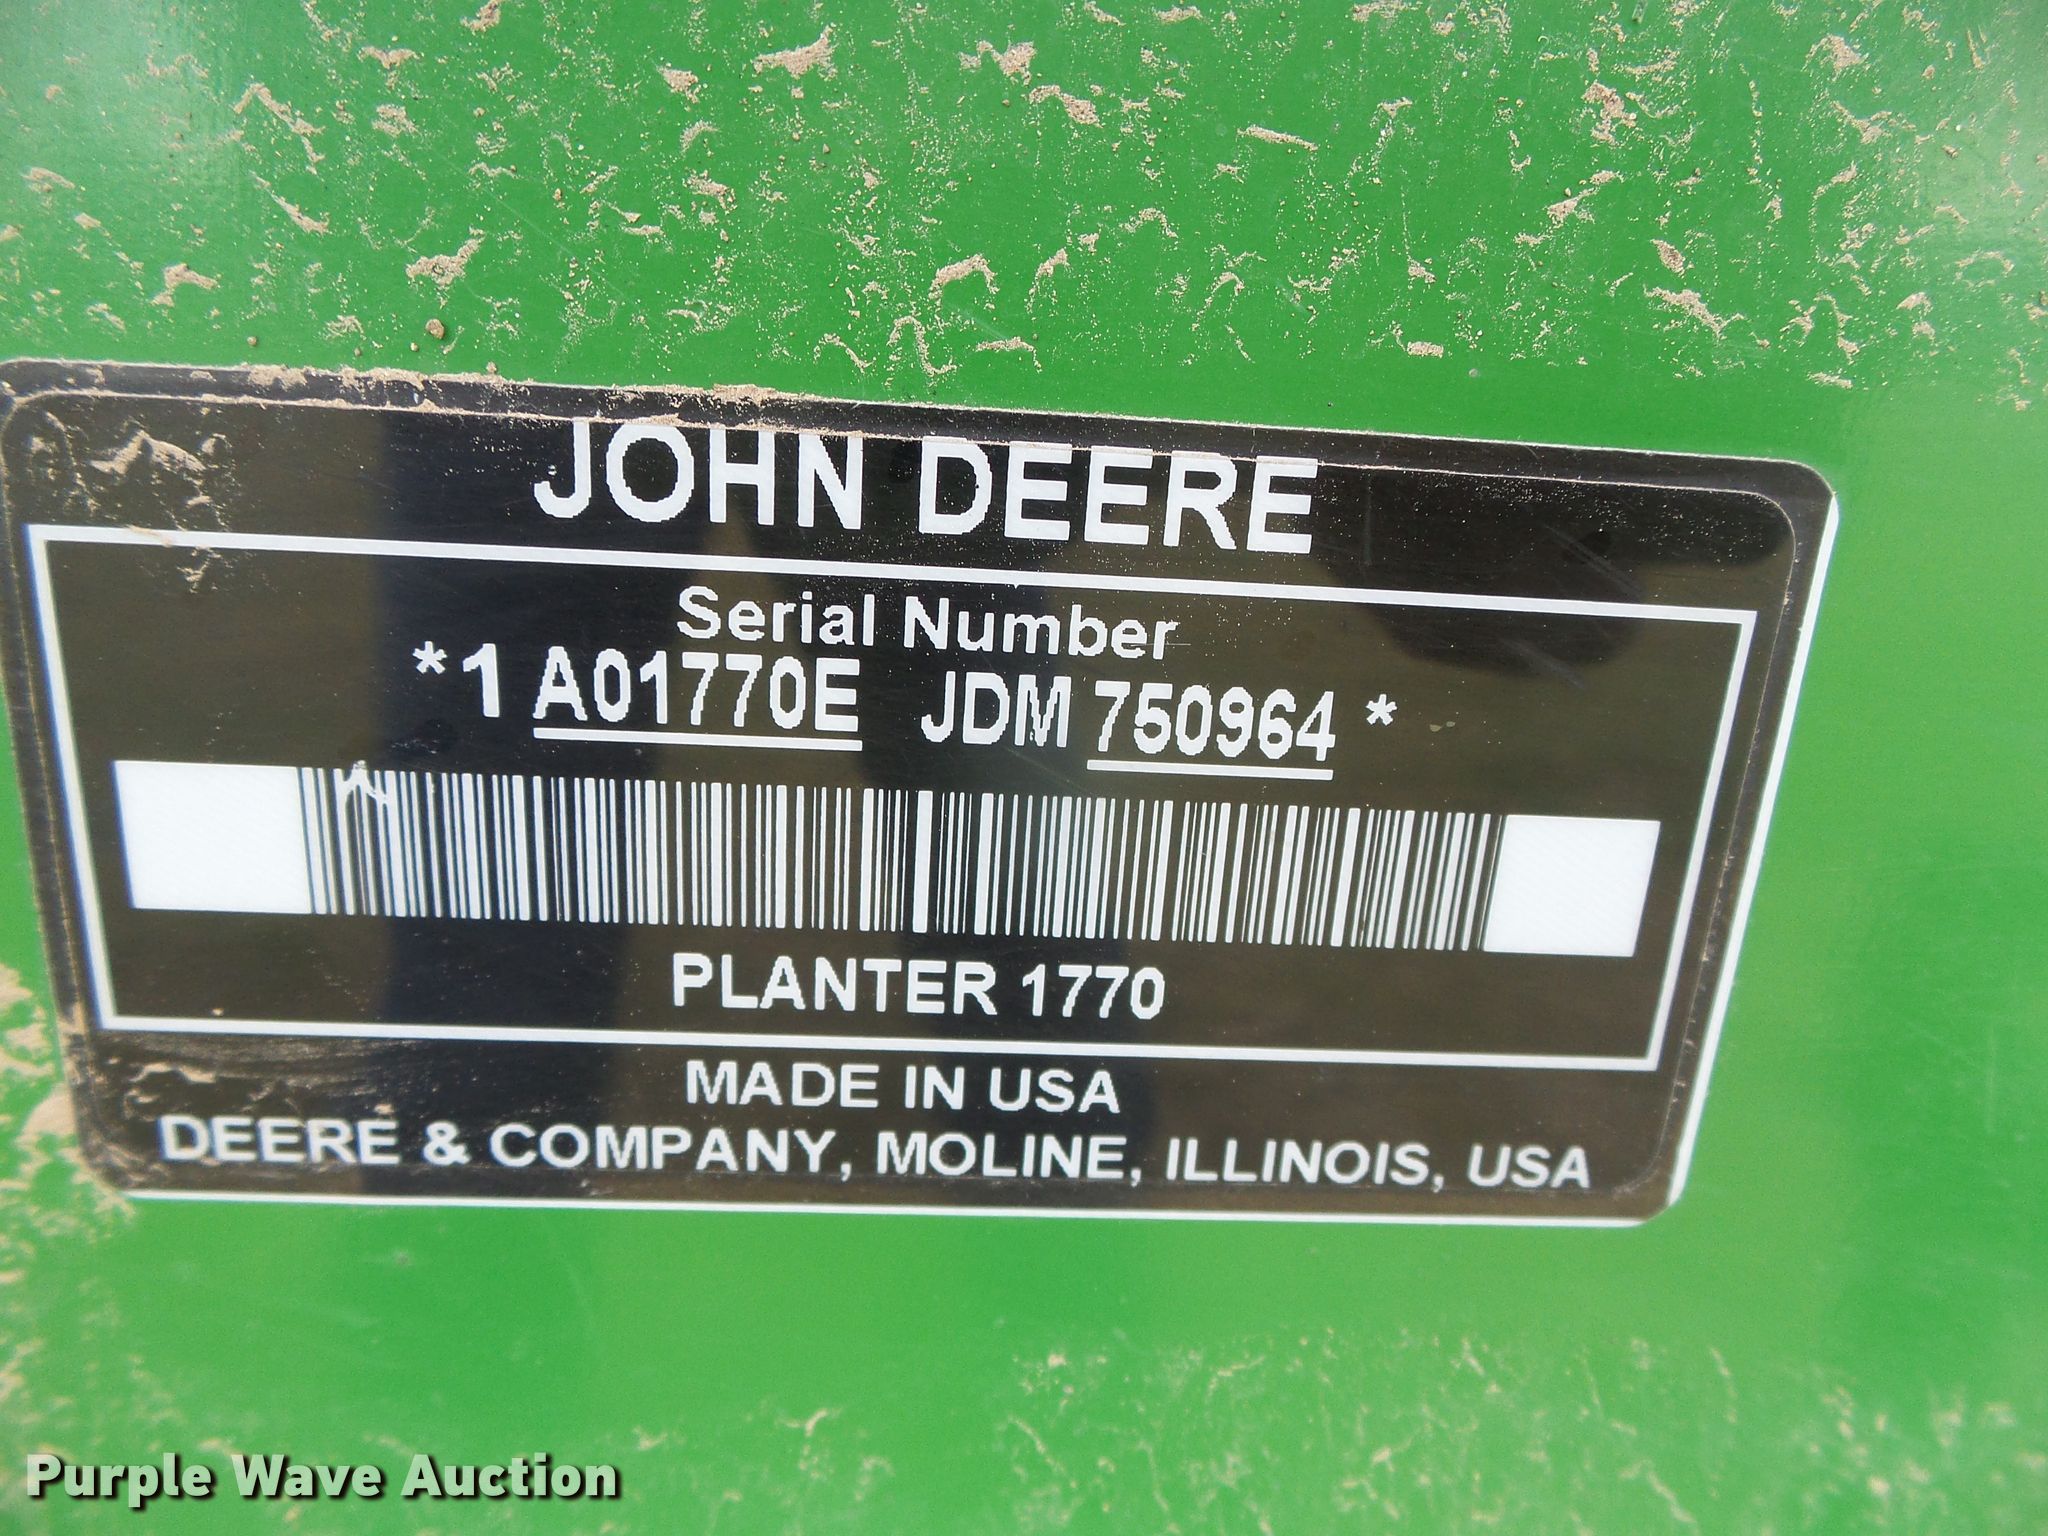 JOHN DEERE
Serial Number
*1 A01770E JDM 750964 *
PLANTER 1770
MADE IN USA
DEERE & COMPANY, MOLINE, ILLINOIS, USA
Purple Wave Auction